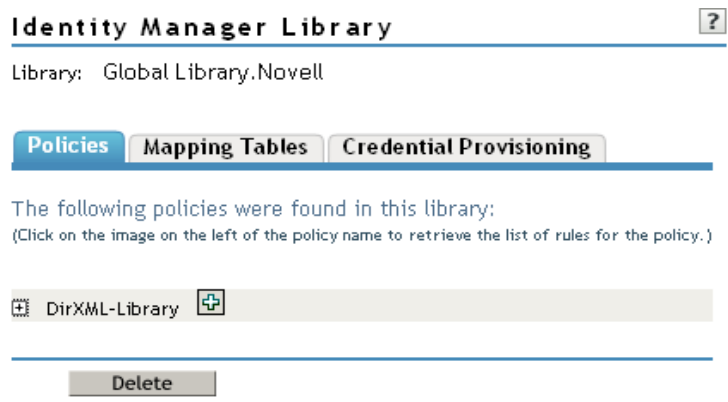 Identity Manager Library
?
Library: Global Library.Novell
Policies Mapping Tables Credential Provisioning
The following policies were found in this library:
(Click on the image on the left of the policy name to retrieve the list of rules for the policy.)
DirXML-Library
Delete